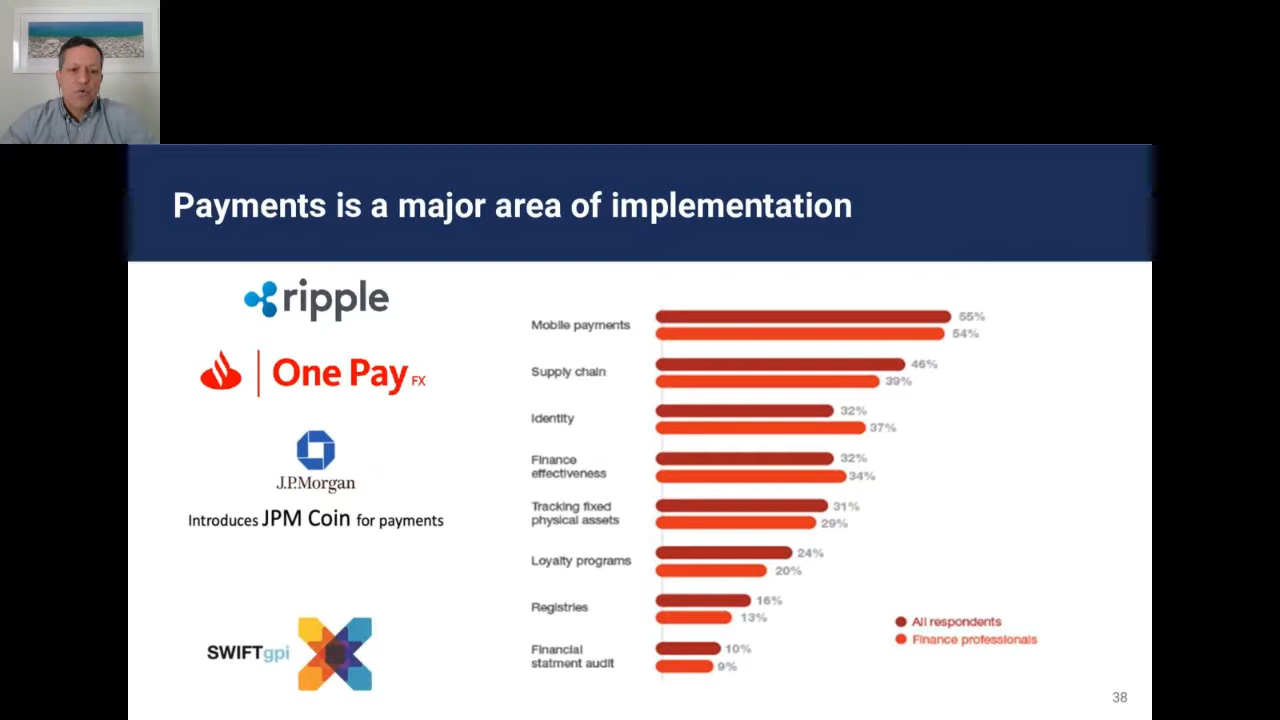 Payments is a major area of implementation
ripple
One Pay FX
J.P.Morgan
Introduces JPM Coin for payments
SWIFTgpi
Mobile payments
55%
54%
Supply chain
46%
39%
Identity
32%
37%
Finance
effectiveness
32%
34%
Tracking fixed
physical assets
31%
29%
Loyalty programs
24%
20%
Registries
16%
13%
Financial
statment audit
10%
9%
All respondents
Finance professionals
38